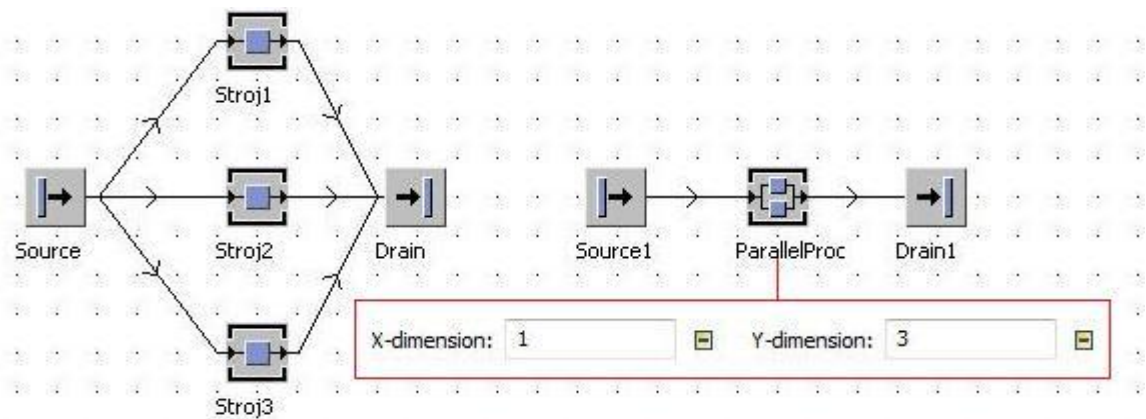 Stroj1
Source
Stroj2
Drain
Source1
ParallelProc
Drain1
X-dimension: 1
Y-dimension: 3
Stroj3